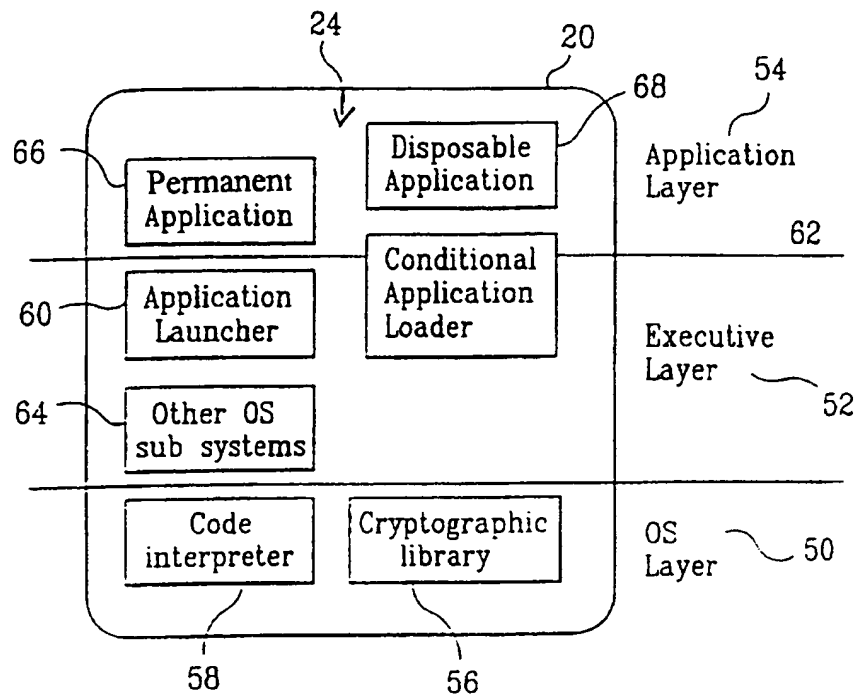 24
20
68
54
66
Disposable
Application
Application
Layer
Permanent
Application
62
Conditional
Application
Loader
60
Application
Launcher
Executive
Layer
52
64
Other OS
sub systems
Code
interpreter
Cryptographic
library
OS
Layer
50
58
56